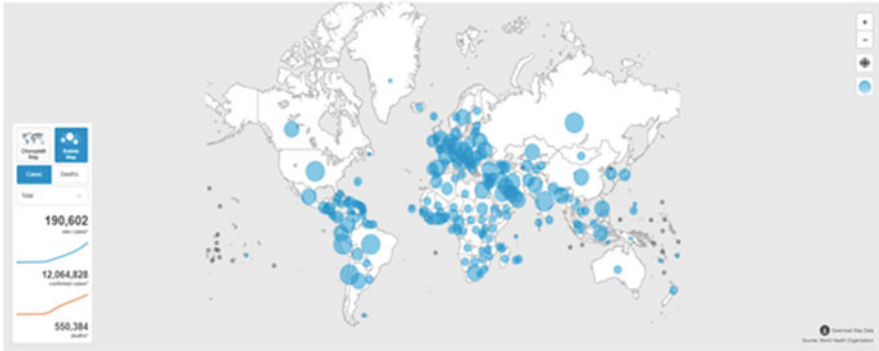 Choropleth
Map
Bubble
Map
Cases
Deaths
Total
190,602
new cases*
12,064,828
confirmed cases*
550,384
deaths*
Download Map Data
Source: World Health Organization